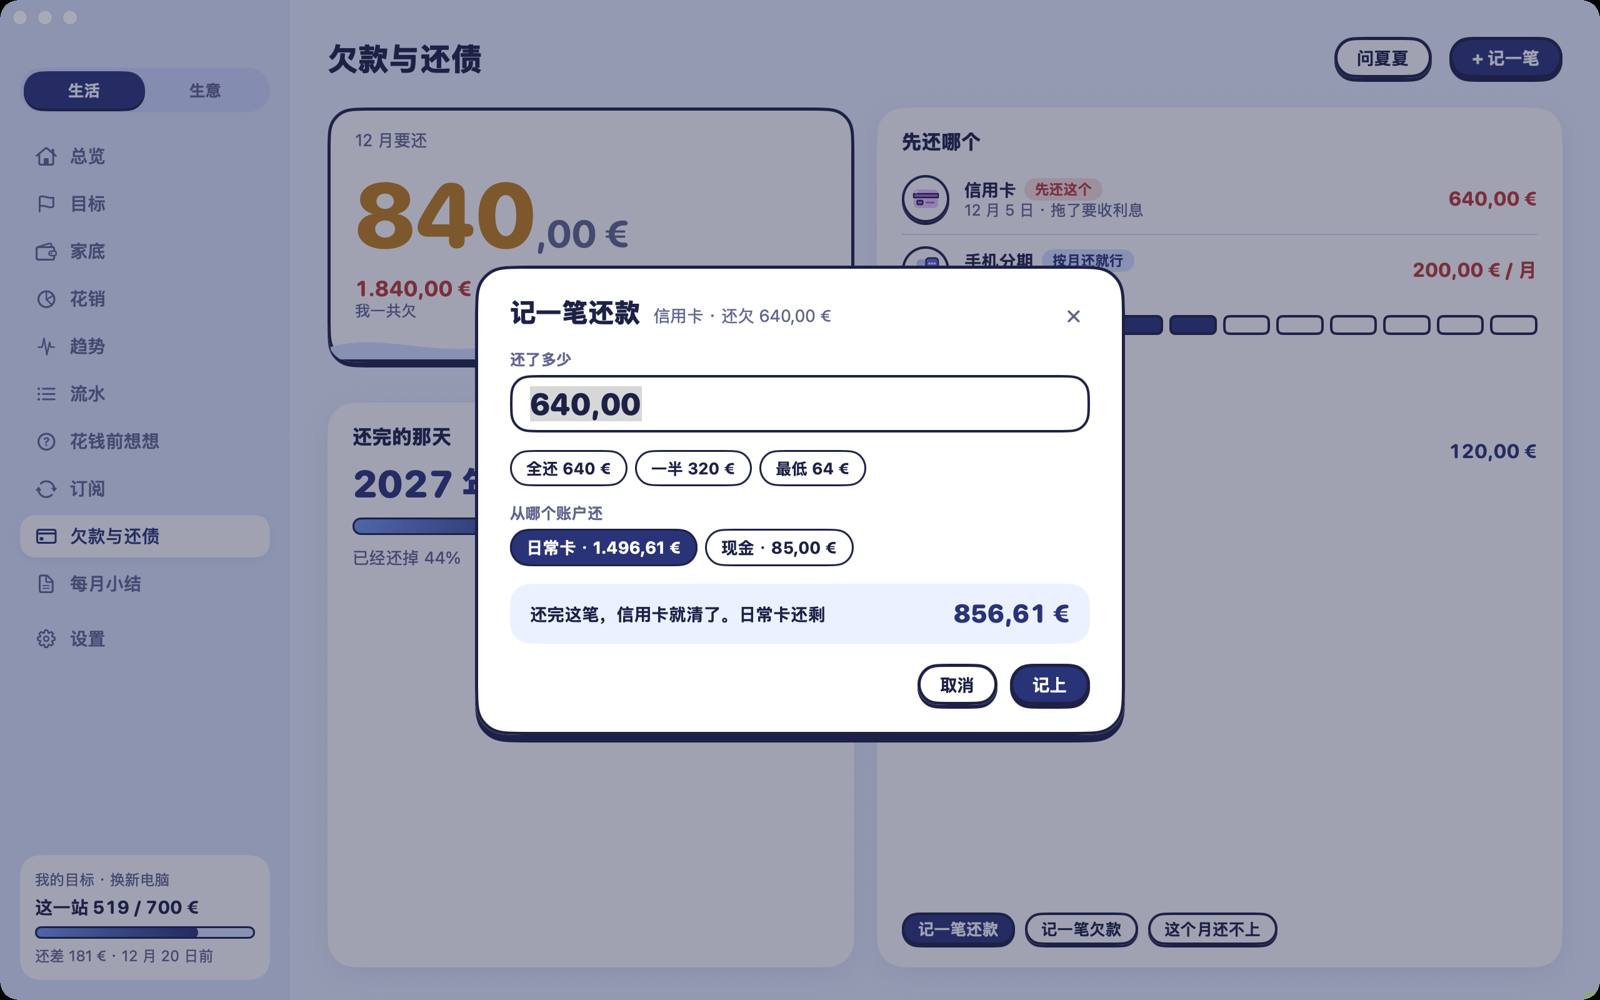 生活
生意
总览
目标
家底
花销
趋势
流水
花钱前想想
订阅
欠款与还债
每月小结
设置
我的目标 · 换新电脑
这一站 519 / 700 €
还差 181 € · 12 月 20 日前
欠款与还债
问夏夏
+ 记一笔
12 月要还
840,00 €
1.840,00 €
我一共欠
还完的那天
2027
已经还掉 44%
先还哪个
信用卡 先还这个
12 月 5 日 · 拖了要收利息
640,00 €
手机分期 按月还就行
200,00 € / 月
120,00 €
记一笔还款
记一笔欠款
这个月还不上
记一笔还款 信用卡 · 还欠 640,00 €
×
还了多少
640,00
全还 640 €
一半 320 €
最低 64 €
从哪个账户还
日常卡 · 1.496,61 €
现金 · 85,00 €
还完这笔，信用卡就清了。日常卡还剩
856,61 €
取消
记上